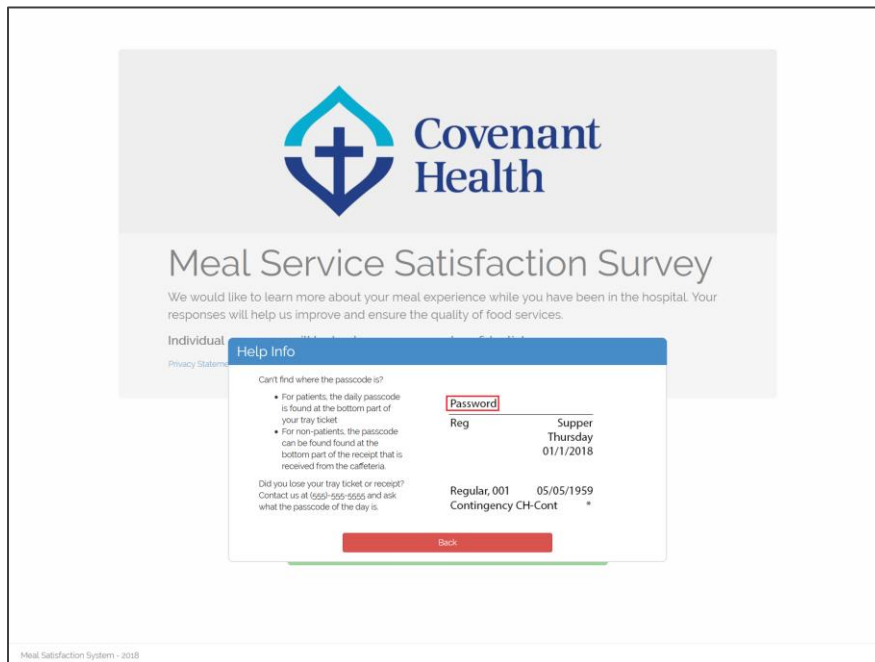 Covenant
Health
Meal Service Satisfaction Survey
We would like to learn more about your meal experience while you have been in the hospital. Your
responses will help us improve and ensure the quality of food services.
Individual
Privacy Stateme
Help Info
Can't find where the passcode is?
• For patients, the daily passcode
is found at the bottom part of
your tray ticket
• For non-patients, the passcode
can be found found at the
bottom part of the receipt that is
received from the caffeteria.
Did you lose your tray ticket or receipt?
Contact us at (555)-555-5555 and ask
what the passcode of the day is.
Password
Reg Supper
Thursday
01/1/2018
Regular, 001 05/05/1959
Contingency CH-Cont *
Back
Meal Satisfaction System - 2018